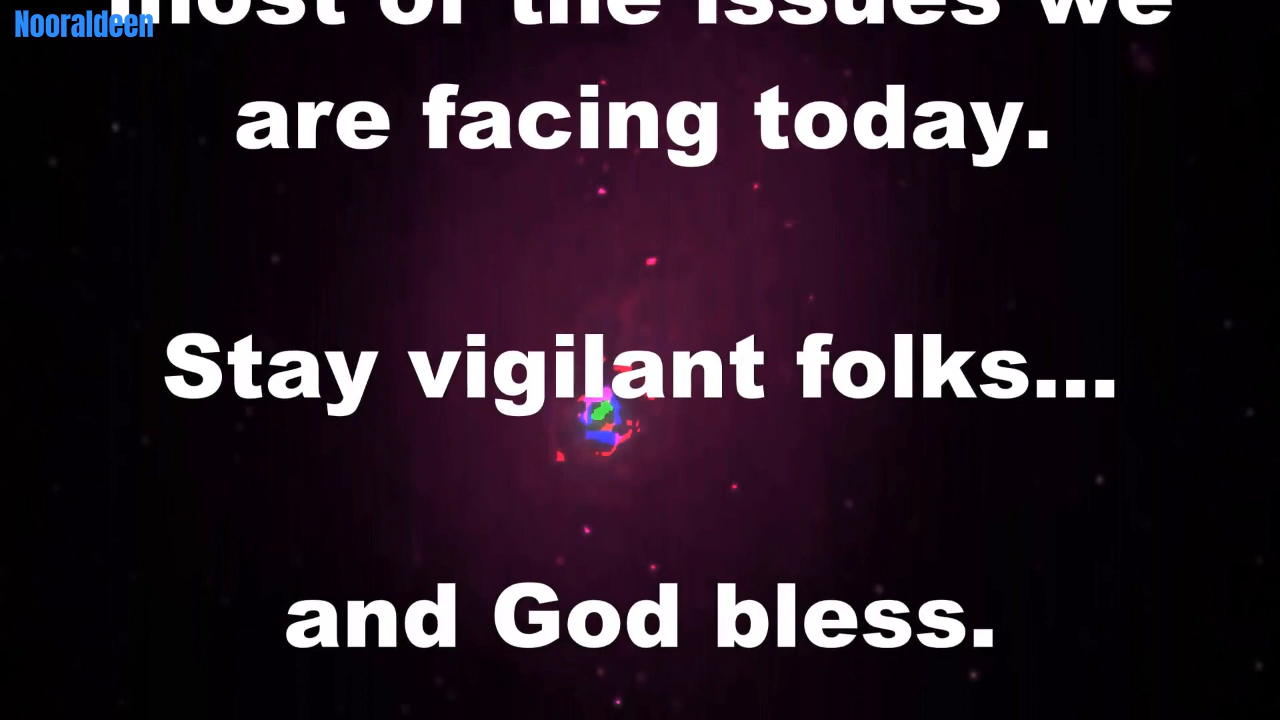 Nooraldeen
most of the issues we
are facing today.
Stay vigilant folks...
and God bless.